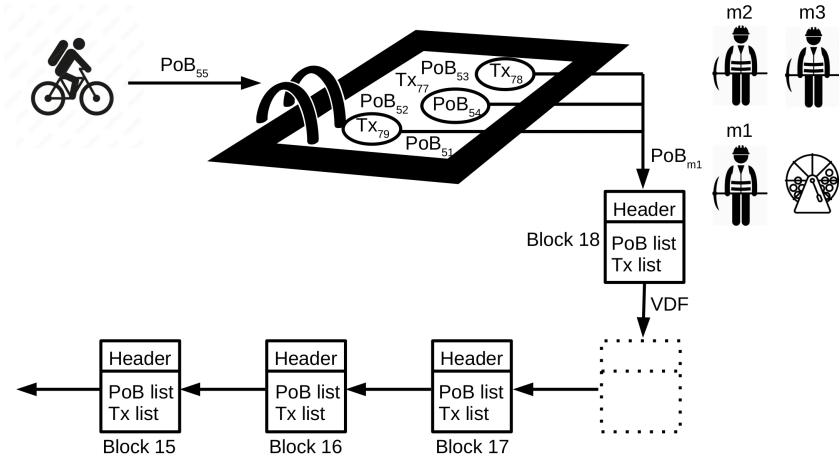 m2
m3
PoB55
PoB53
Tx78
Tx77
PoB52
PoB54
Tx79
PoB51
m1
PoBm1
Header
Block 18
PoB list
Tx list
VDF
Header
PoB list
Tx list
Block 15
Header
PoB list
Tx list
Block 16
Header
PoB list
Tx list
Block 17